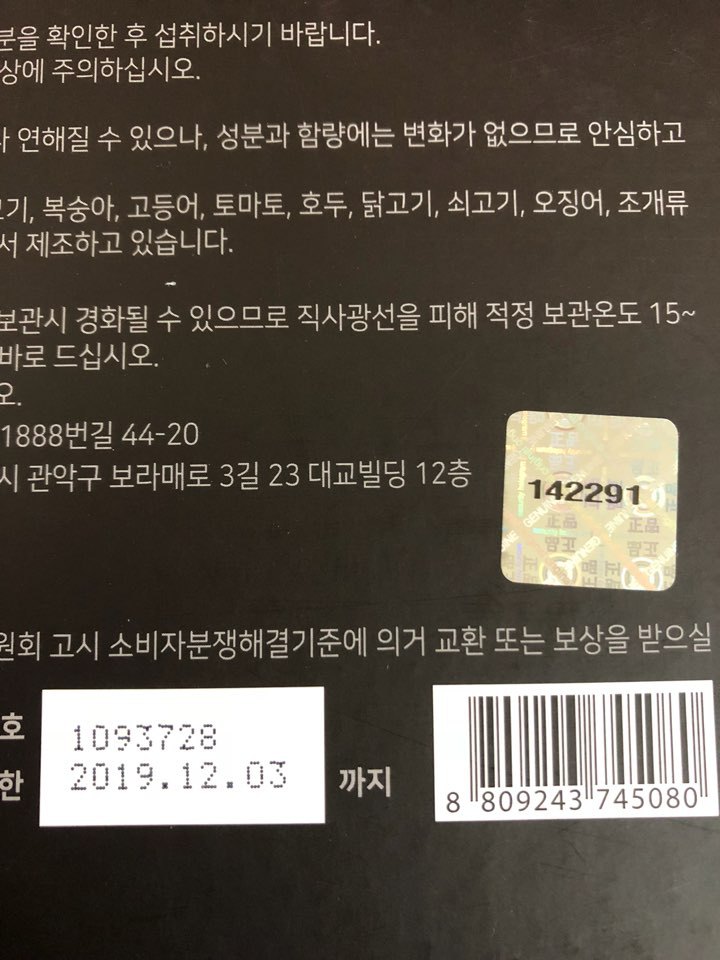 분을 확인한 후 섭취하시기 바랍니다.
상에 주의하십시오.
나 연해질 수 있으나, 성분과 함량에는 변화가 없으므로 안심하고
고기, 복숭아, 고등어, 토마토, 호두, 닭고기, 쇠고기, 오징어, 조개류
서 제조하고 있습니다.
보관시 경화될 수 있으므로 직사광선을 피해 적정 보관온도 15~
바로 드십시오.
오.
1888번길 44-20
시 관악구 보라매로 3길 23 대교빌딩 12층
正品
142291
GENUINE
正品 正品
원회 고시 소비자분쟁해결기준에 의거 교환 또는 보상을 받으실
호 1093728
한 2019.12.03 까지
8 809243 745080